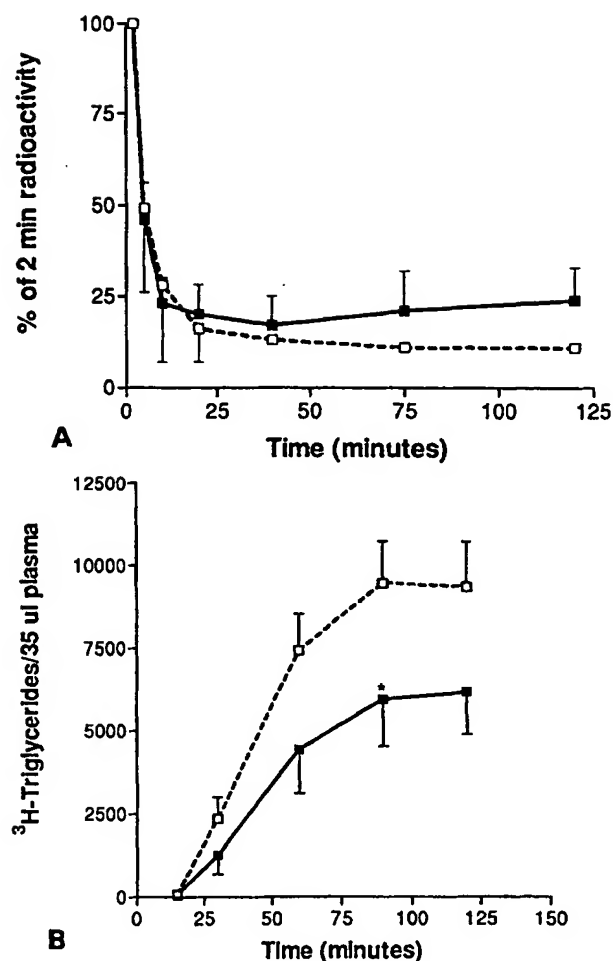 % of 2 min radioactivity
100
75
50
25
0
0 25 50 75 100 125
Time (minutes)
A
³H-Triglycerides/35 ul plasma
12500
10000
7500
5000
2500
0
*
0 25 50 75 100 125 150
Time (minutes)
B